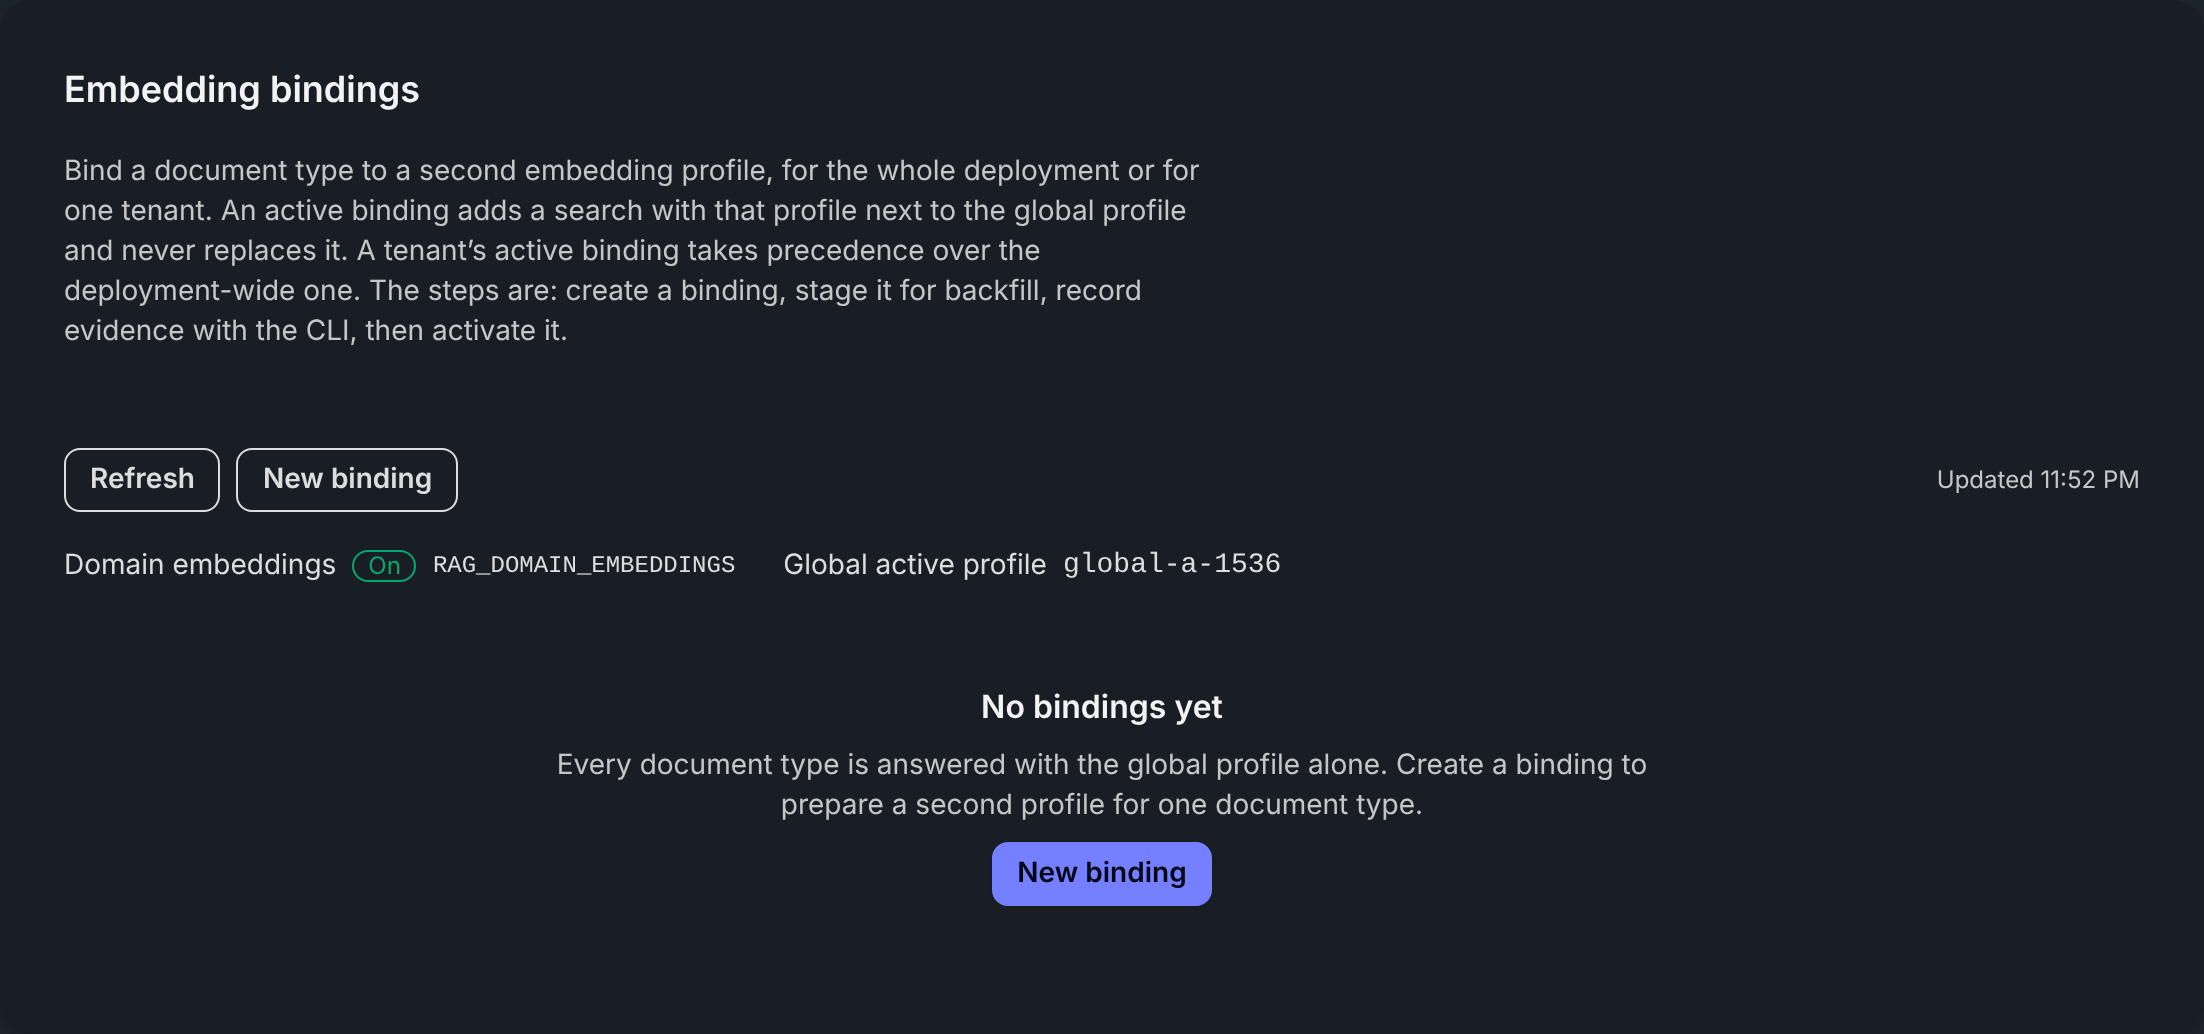 Embedding bindings
Bind a document type to a second embedding profile, for the whole deployment or for
one tenant. An active binding adds a search with that profile next to the global profile
and never replaces it. A tenant’s active binding takes precedence over the
deployment-wide one. The steps are: create a binding, stage it for backfill, record
evidence with the CLI, then activate it.
Refresh New binding Updated 11:52 PM
Domain embeddings On RAG_DOMAIN_EMBEDDINGS Global active profile global-a-1536
No bindings yet
Every document type is answered with the global profile alone. Create a binding to
prepare a second profile for one document type.
New binding